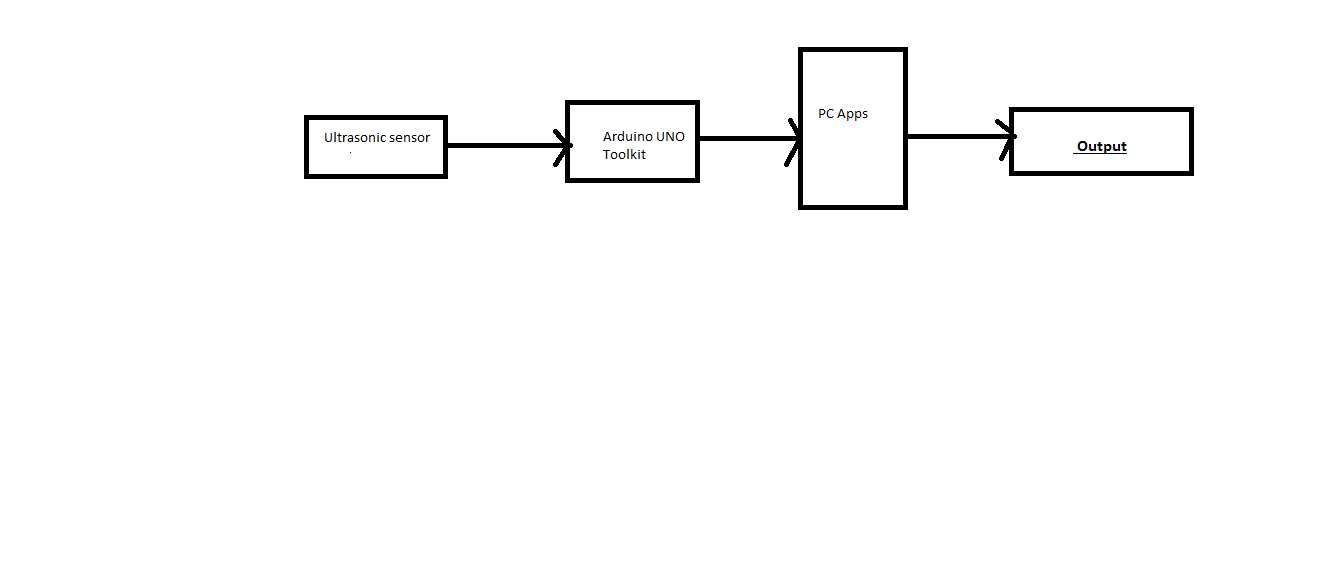 Ultrasonic sensor
Arduino UNO
Toolkit
PC Apps
Output